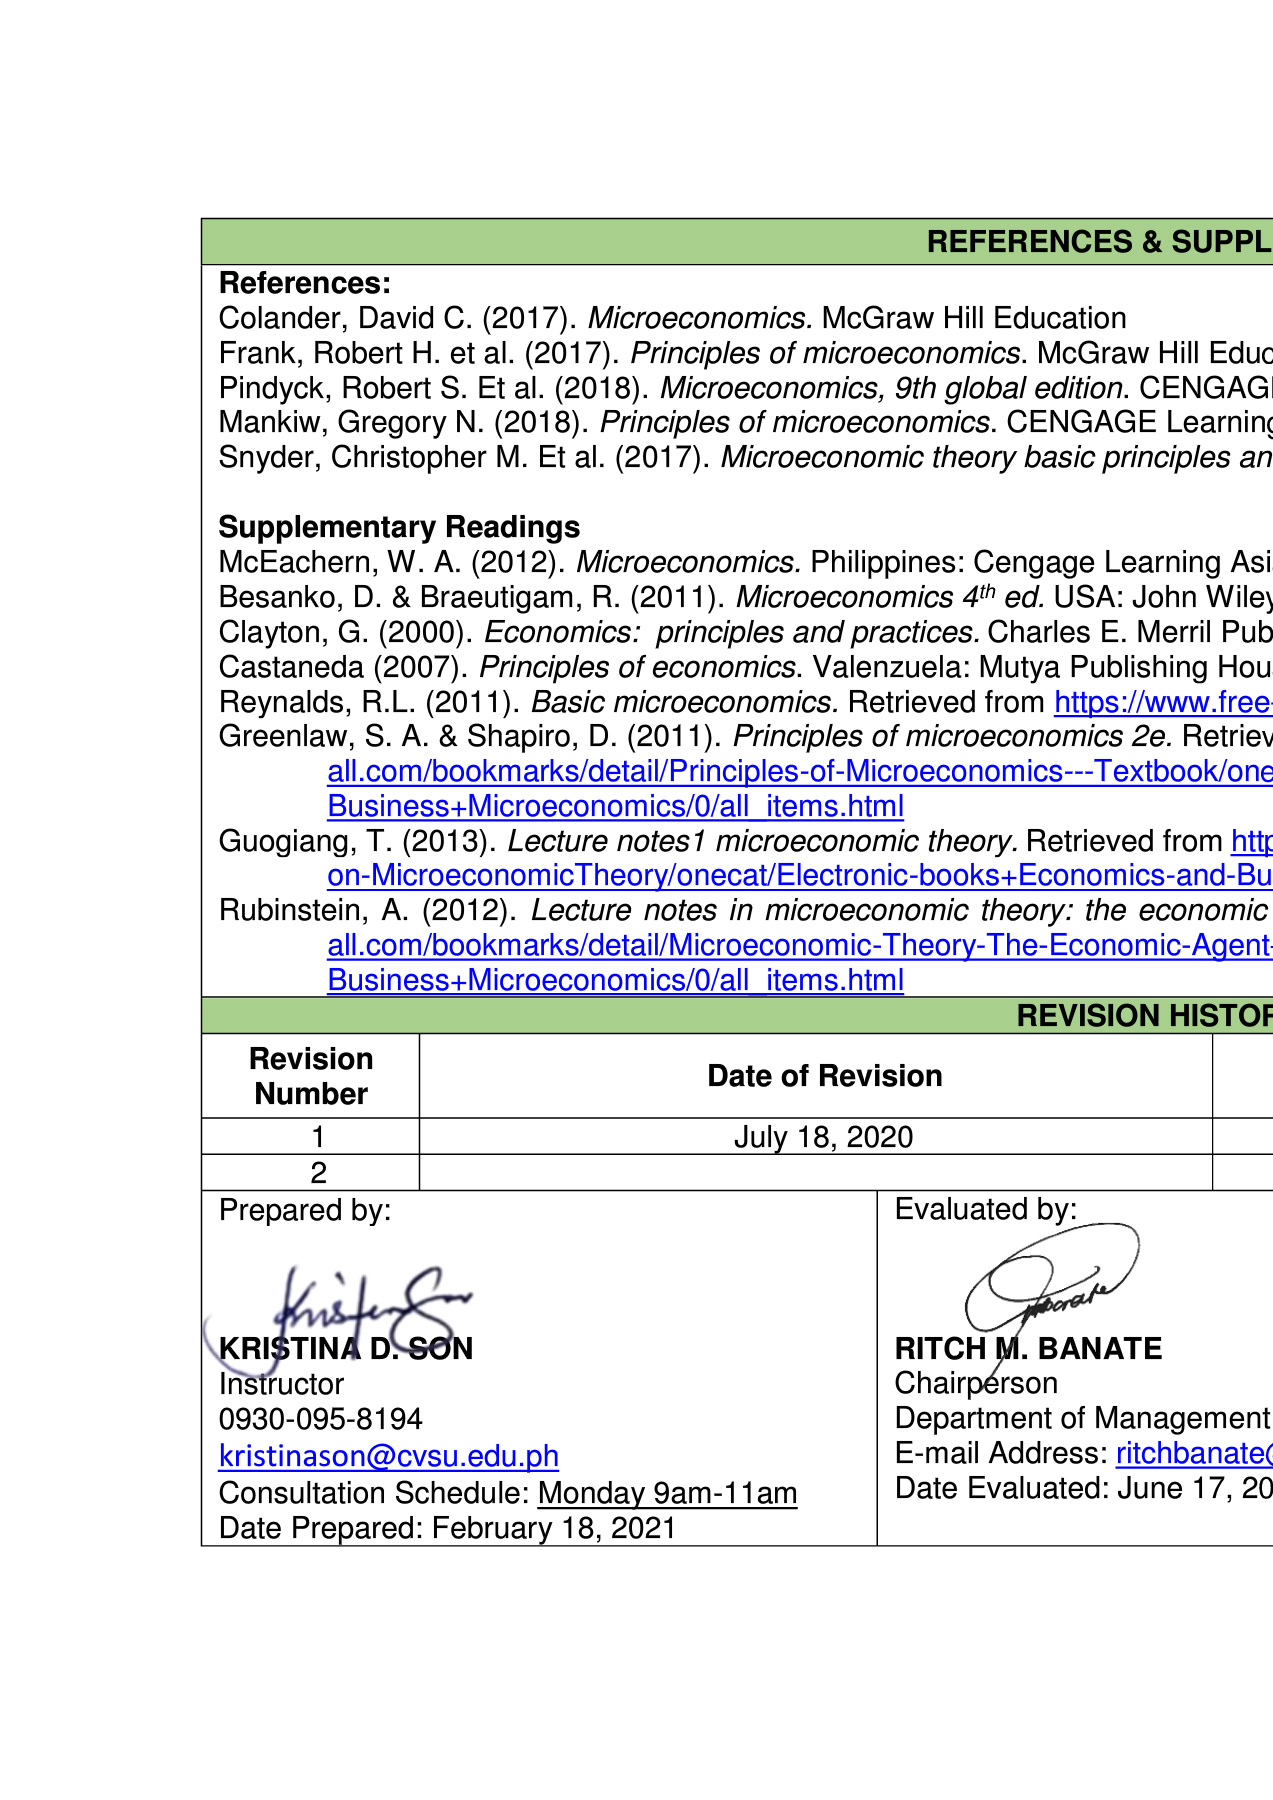 REFERENCES & SUPPL
References:
Colander, David C. (2017). Microeconomics. McGraw Hill Education
Frank, Robert H. et al. (2017). Principles of microeconomics. McGraw Hill Educ
Pindyck, Robert S. Et al. (2018). Microeconomics, 9th global edition. CENGAGE
Mankiw, Gregory N. (2018). Principles of microeconomics. CENGAGE Learning
Snyder, Christopher M. Et al. (2017). Microeconomic theory basic principles an
Supplementary Readings
McEachern, W. A. (2012). Microeconomics. Philippines: Cengage Learning Asi
Besanko, D. & Braeutigam, R. (2011). Microeconomics 4th ed. USA: John Wiley
Clayton, G. (2000). Economics:  principles and practices. Charles E. Merril Pub
Castaneda (2007). Principles of economics. Valenzuela: Mutya Publishing Hou
Reynalds, R.L. (2011). Basic microeconomics. Retrieved from https://www.free-
Greenlaw, S. A. & Shapiro, D. (2011). Principles of microeconomics 2e. Retriev
all.com/bookmarks/detail/Principles-of-Microeconomics---Textbook/one
Business+Microeconomics/0/all_items.html
Guogiang, T. (2013). Lecture notes1 microeconomic theory. Retrieved from http
on-MicroeconomicTheory/onecat/Electronic-books+Economics-and-Bu
Rubinstein, A. (2012). Lecture notes in microeconomic theory: the economic
all.com/bookmarks/detail/Microeconomic-Theory-The-Economic-Agent-
Business+Microeconomics/0/all_items.html
REVISION HISTOR
Revision
Number
Date of Revision
1
July 18, 2020
2
Prepared by:
KRISTINA D. SON
Instructor
0930-095-8194
kristinason@cvsu.edu.ph
Consultation Schedule: Monday 9am-11am
Date Prepared: February 18, 2021
Evaluated by:
RITCH M. BANATE
Chairperson
Department of Management
E-mail Address: ritchbanate@
Date Evaluated: June 17, 20